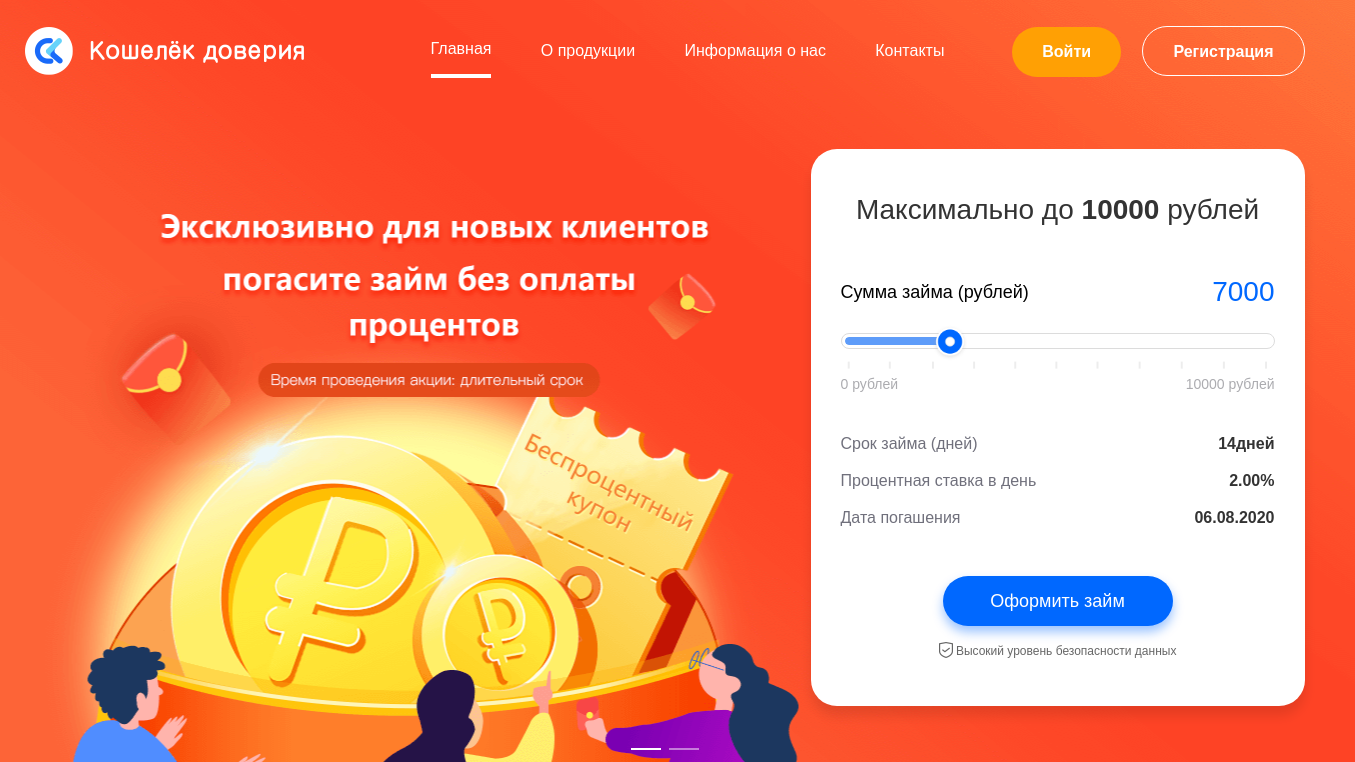 Кошелёк доверия
Главная
О продукции
Информация о нас
Контакты
Войти
Регистрация
Эксклюзивно для новых клиентов
погасите займ без оплаты
процентов
Время проведения акции: длительный срок
Беспроцентный
купон
Максимально до 10000 рублей
Сумма займа (рублей) 7000
0 рублей 10000 рублей
Срок займа (дней) 14дней
Процентная ставка в день 2.00%
Дата погашения 06.08.2020
Оформить займ
Высокий уровень безопасности данных